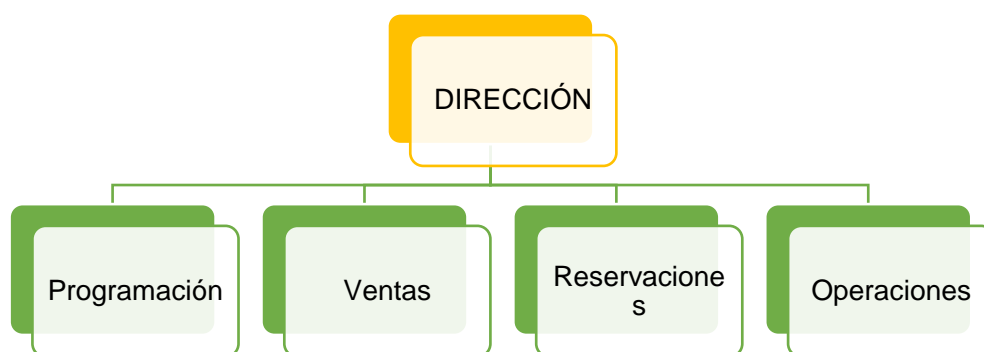 DIRECCIÓN
Programación
Ventas
Reservacione
s
Operaciones